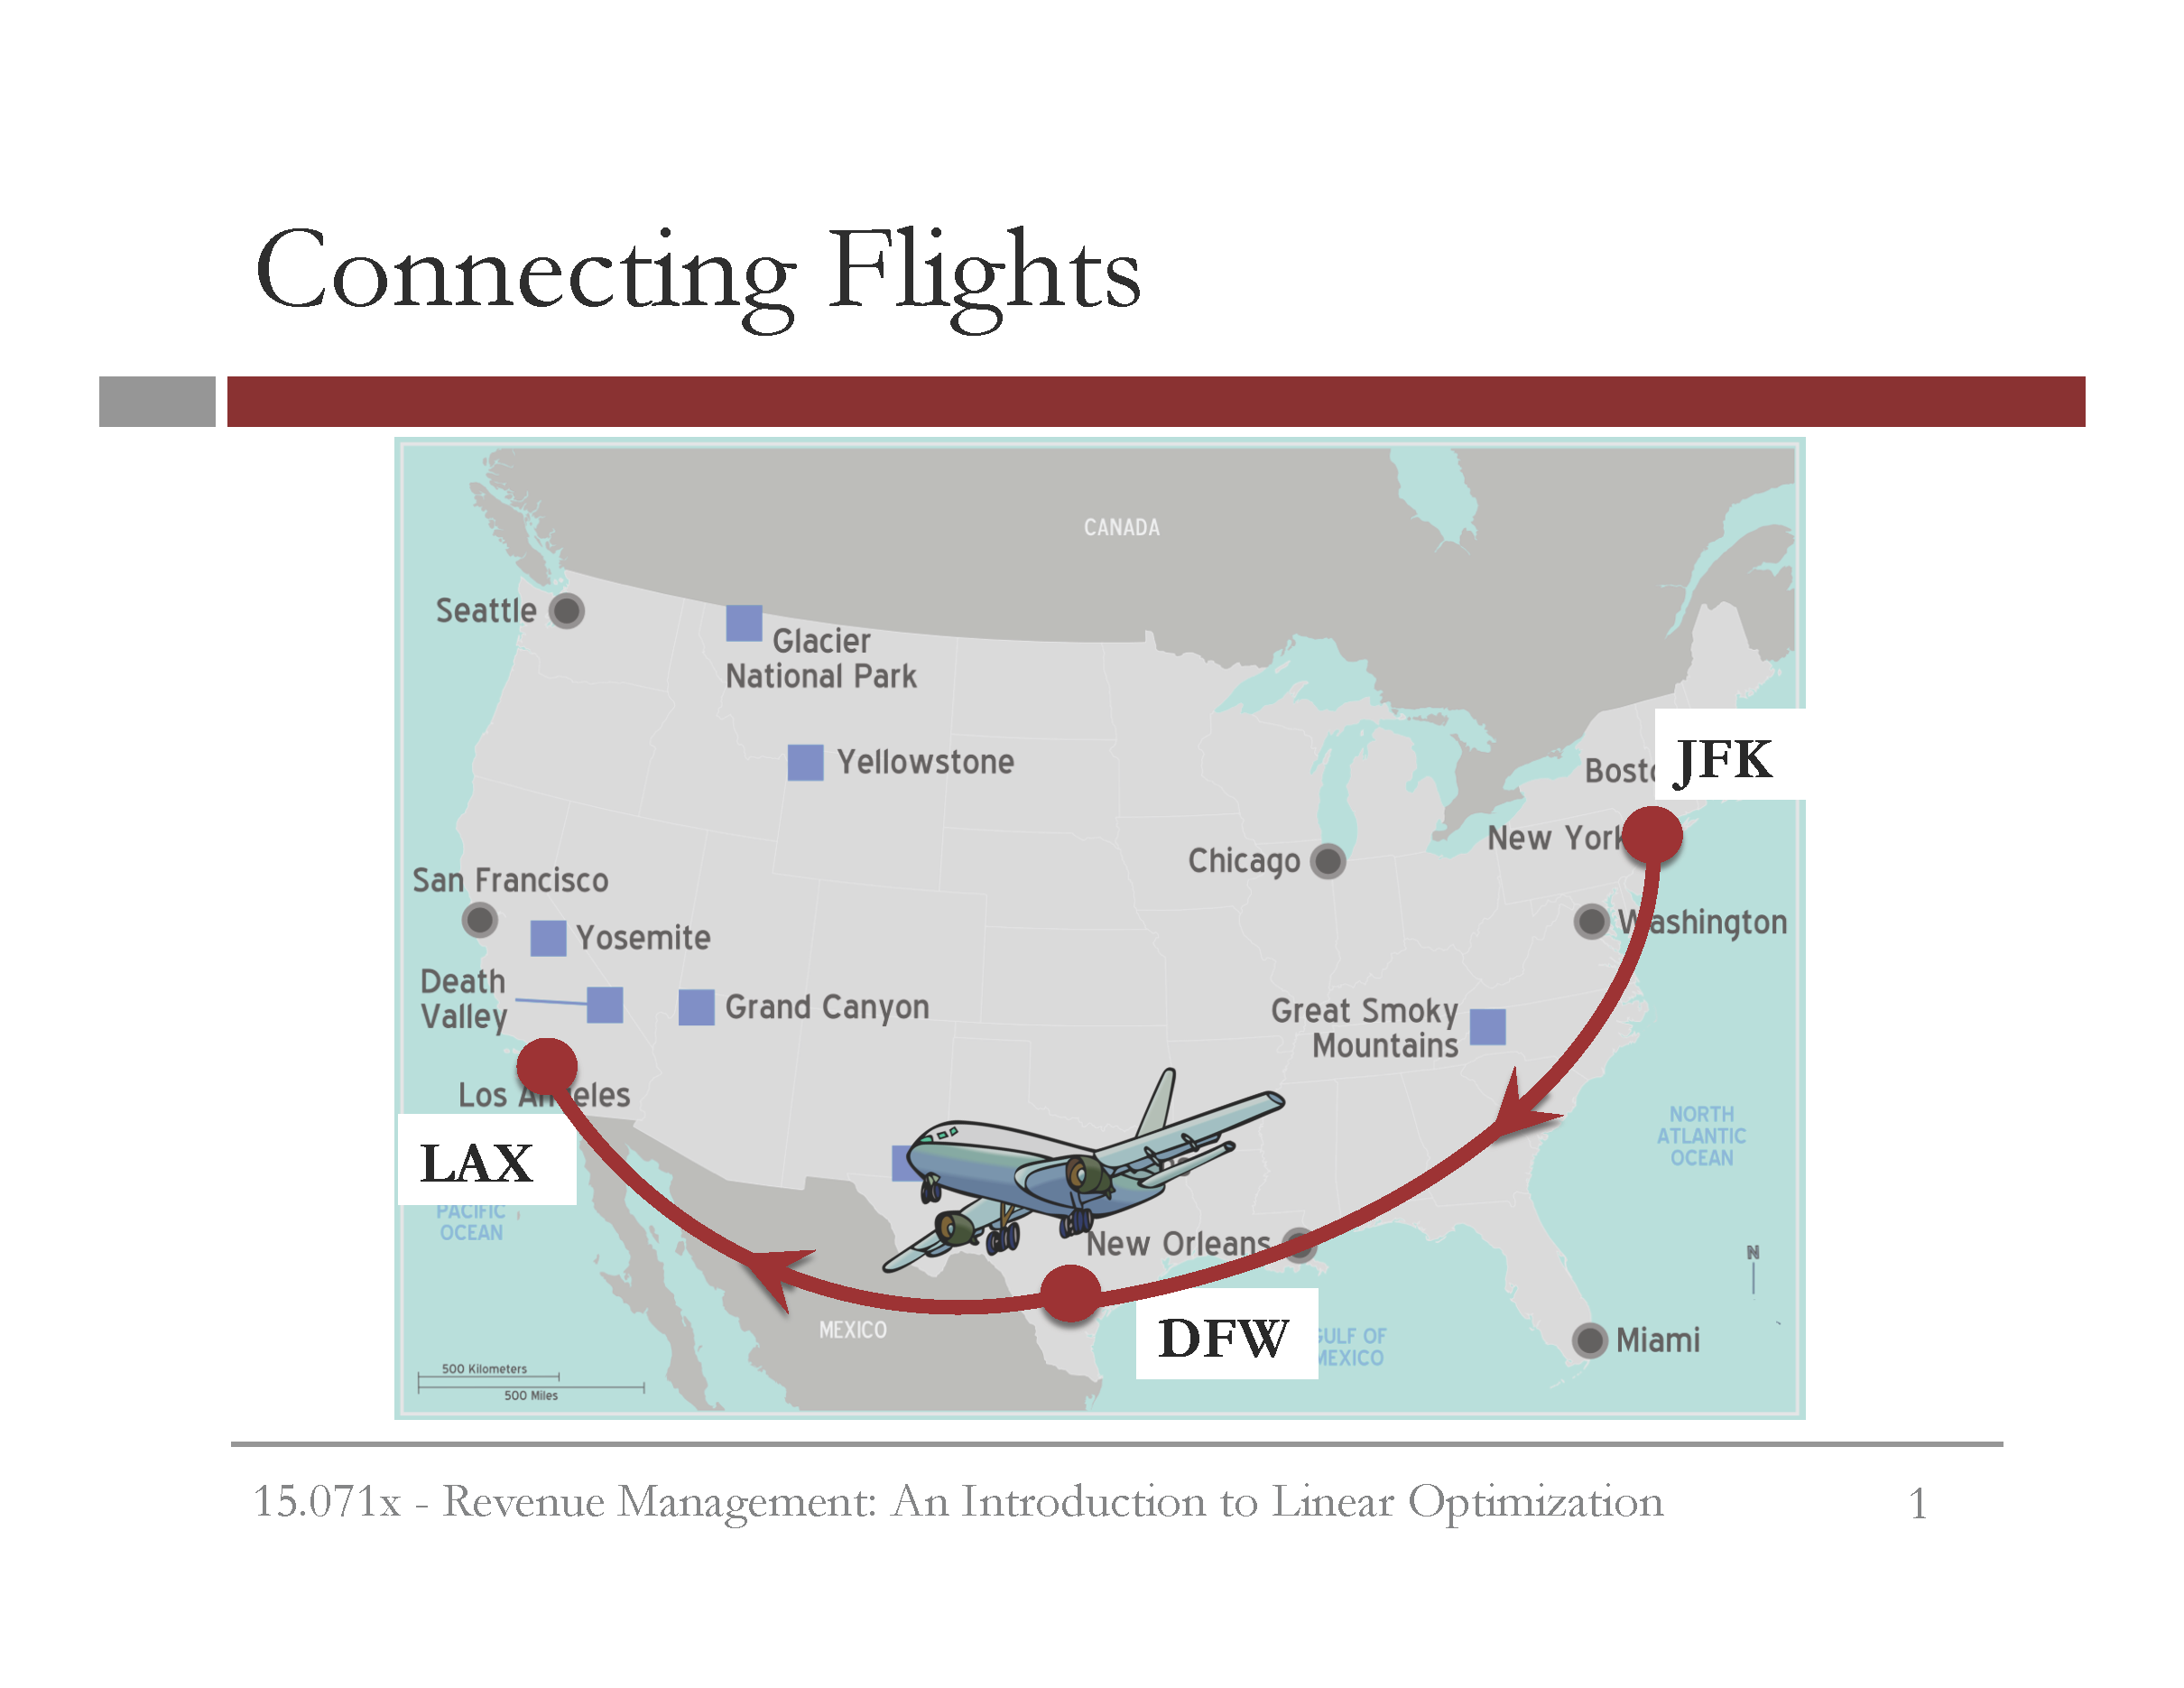 Connecting Flights
CANADA
Seattle
Glacier
National Park
Yellowstone
JFK
New York
Chicago
San Francisco
Washington
Yosemite
Death
Valley
Grand Canyon
Great Smoky
Mountains
Los Angeles
LAX
NORTH
ATLANTIC
OCEAN
PACIFIC
OCEAN
New Orleans
N
MEXICO
DFW
GULF OF
MEXICO
Miami
500 Kilometers
500 Miles
15.071x - Revenue Management: An Introduction to Linear Optimization
1